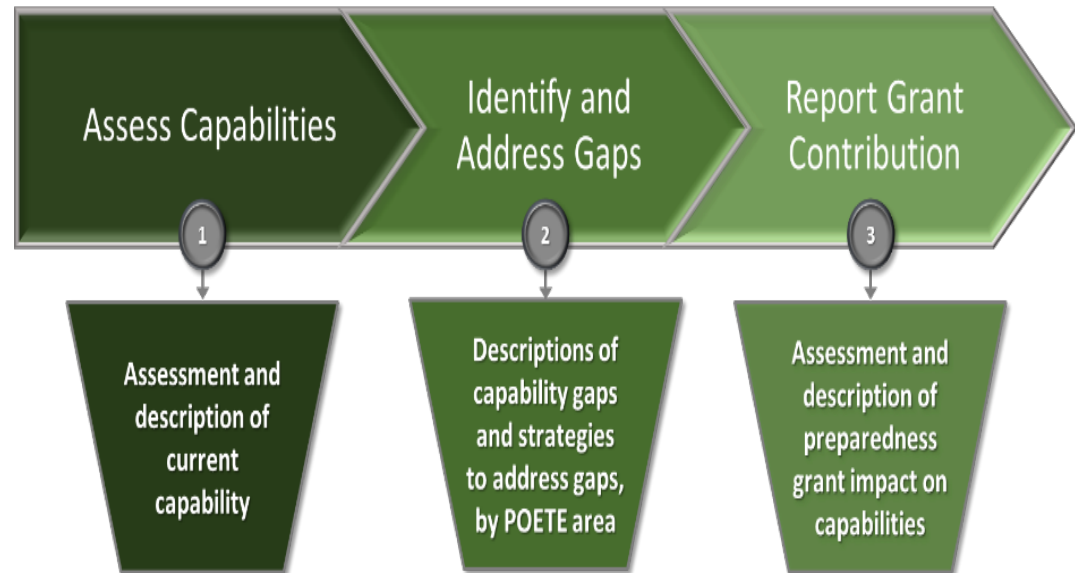 Assess Capabilities
Identify and
Address Gaps
Report Grant
Contribution
1
2
3
Assessment and
description of
current
capability
Descriptions of
capability gaps
and strategies
to address gaps,
by POETE area
Assessment and
description of
preparedness
grant impact on
capabilities